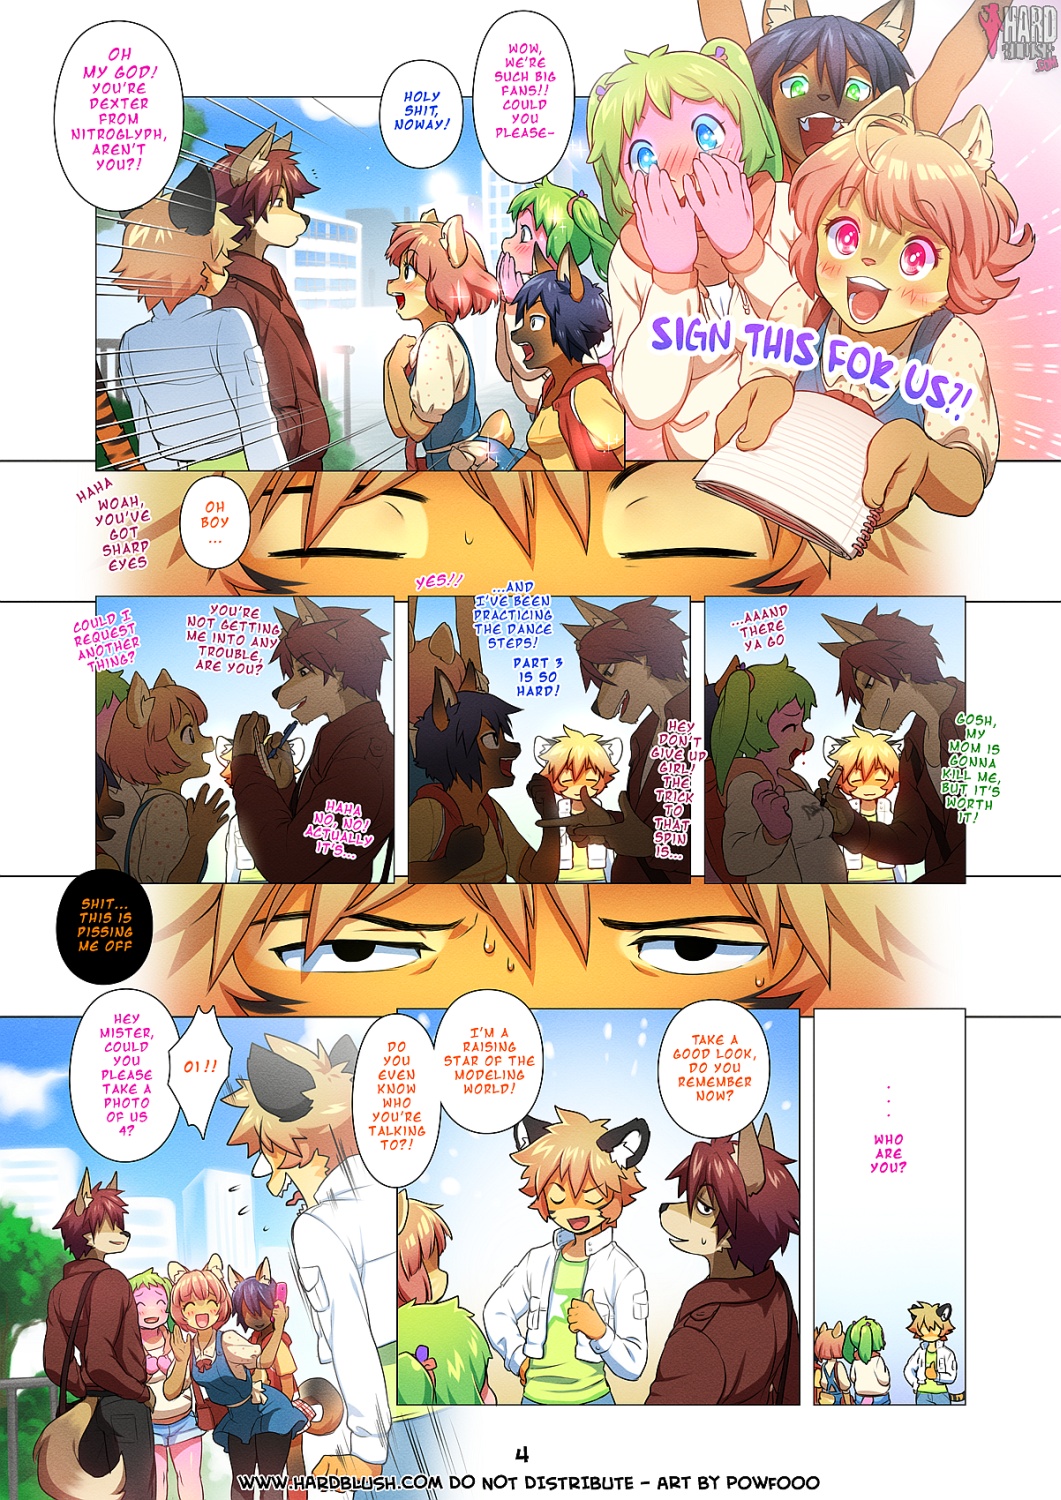 HARD
BLUSH
.COM
OH
MY GOD!
YOU'RE
DEXTER
FROM
NITROGLYPH,
AREN'T
YOU?!
HOLY
SHIT,
NOWAY!
WOW,
WE'RE
SUCH BIG
FANS!!
COULD
YOU
PLEASE-
SIGN THIS FOR US?!
HAHA
WOAH,
YOU'VE
GOT
SHARP
EYES
OH
BOY
...
COULD I
REQUEST
ANOTHER
THING?
YOU'RE
NOT GETTING
ME INTO ANY
TROUBLE,
ARE YOU?
HAHA
NO, NO!
ACTUALLY
IT'S...
YES!!
...AND
I'VE BEEN
PRACTICING
THE DANCE
STEPS!
PART 3
IS SO
HARD!
HEY
DON'T
GIVE UP
GIRL! THE
TRICK
TO
THAT
SPIN
IS...
...AAAND
THERE
YA GO
GOSH,
MY
MOM IS
GONNA
KILL ME,
BUT IT'S
WORTH
IT!
SHIT...
THIS IS
PISSING
ME OFF
HEY
MISTER,
COULD
YOU
PLEASE
TAKE A
PHOTO
OF US
4?
OI!!
DO
YOU
EVEN
KNOW
WHO
YOU'RE
TALKING
TO?!
I'M A
RAISING
STAR OF THE
MODELING
WORLD!
TAKE A
GOOD LOOK,
DO YOU
REMEMBER
NOW?
.
.
.
WHO
ARE
YOU?
4
WWW.HARDBLUSH.COM DO NOT DISTRIBUTE - ART BY POWFOOO